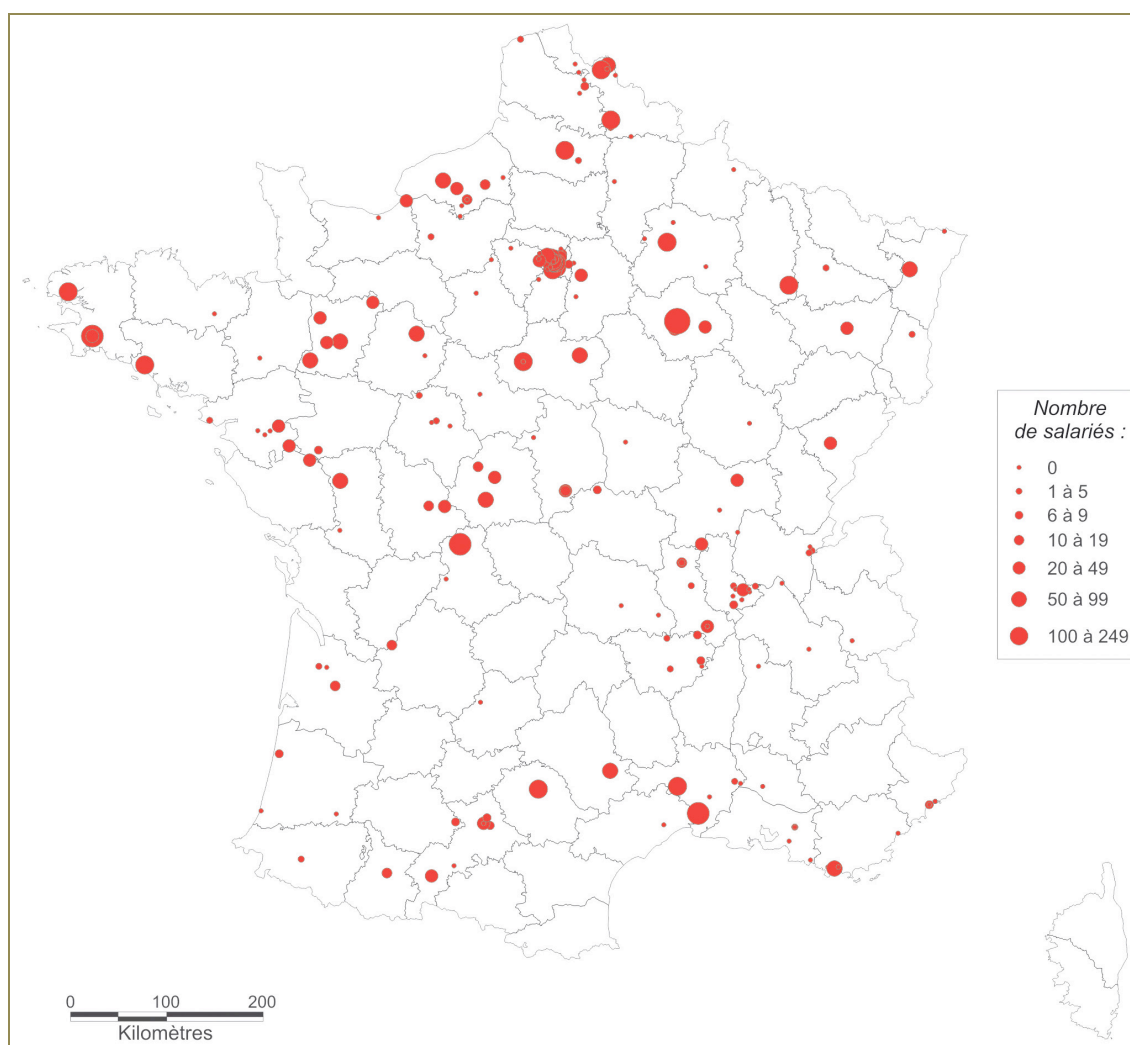 Nombre
de salariés :
0
1 à 5
6 à 9
10 à 19
20 à 49
50 à 99
100 à 249
0 100 200
Kilomètres